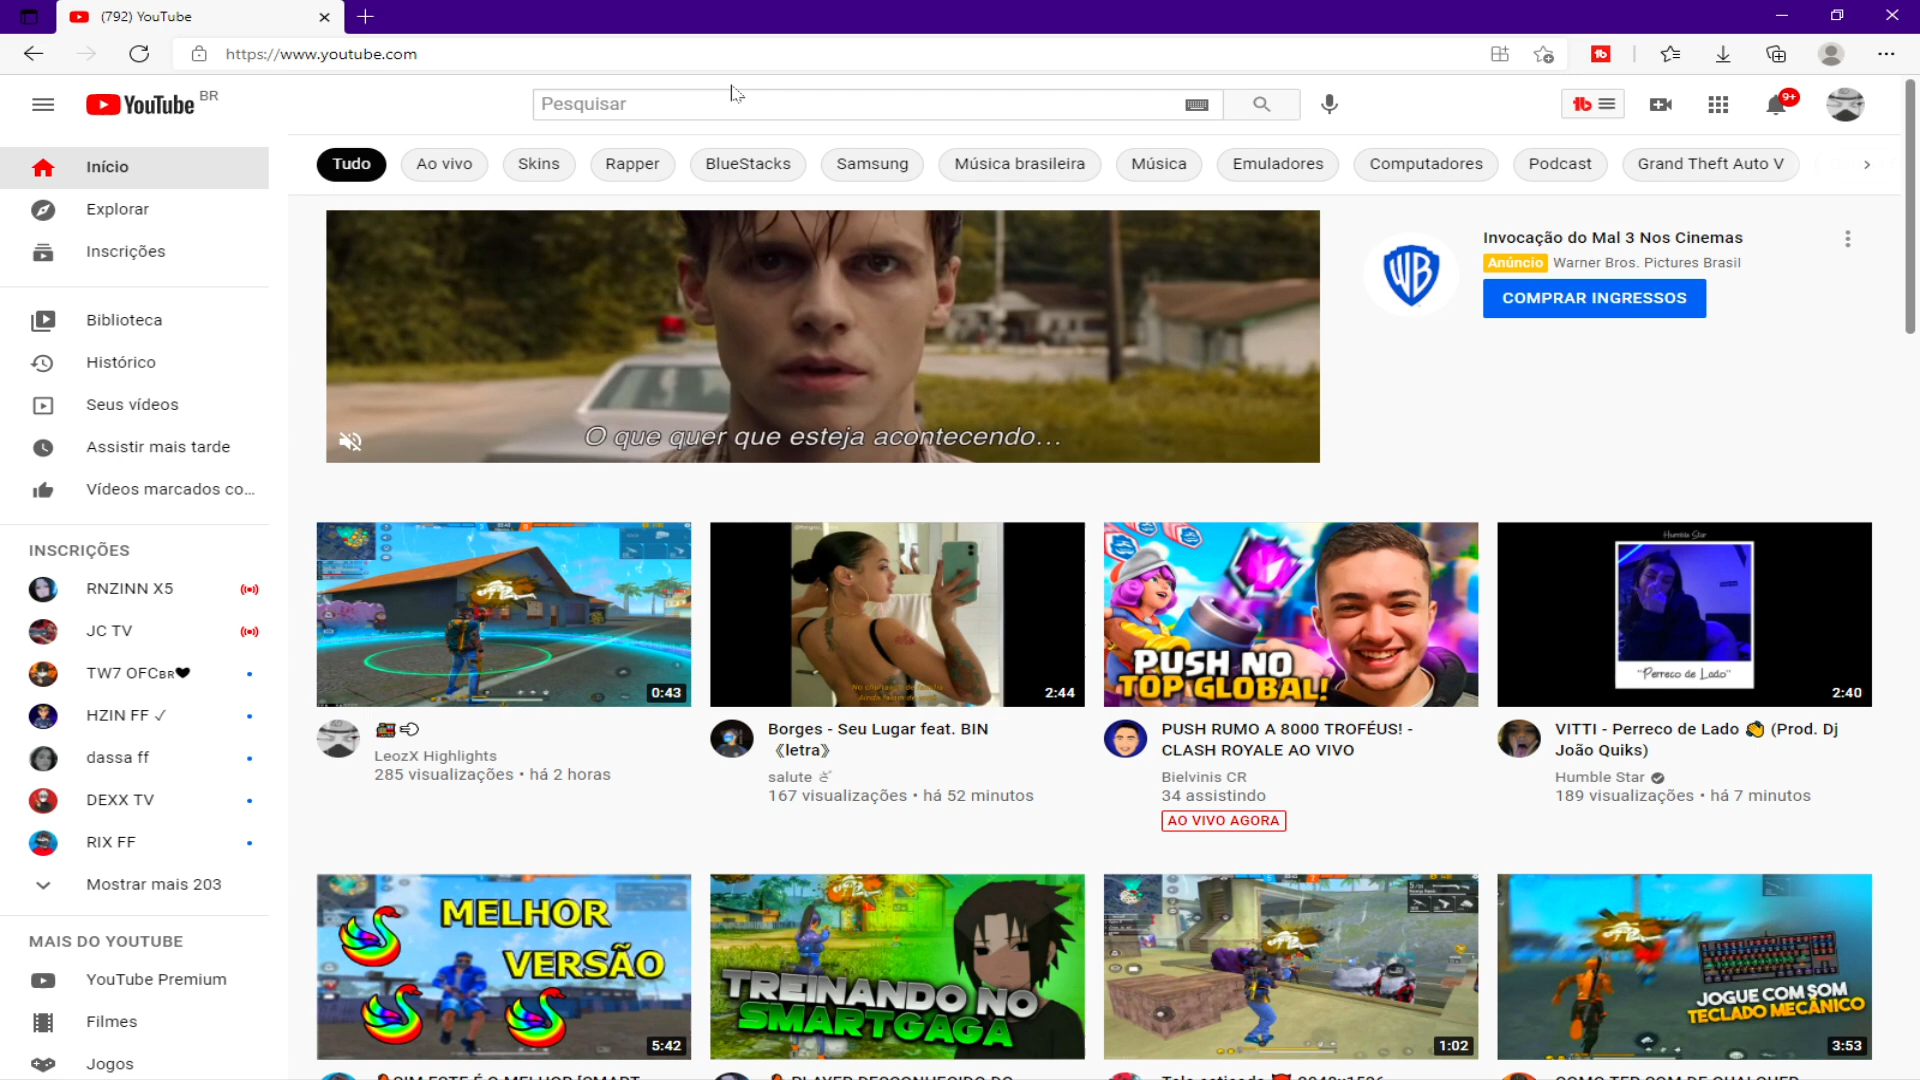 (792) YouTube
https://www.youtube.com
YouTube BR
Pesquisar
9+
Tudo
Ao vivo
Skins
Rapper
BlueStacks
Samsung
Música brasileira
Música
Emuladores
Computadores
Podcast
Grand Theft Auto V
Início
Explorar
Inscrições
Biblioteca
Histórico
Seus vídeos
Assistir mais tarde
Vídeos marcados co...
INSCRIÇÕES
RNZINN X5
JC TV
TW7 OFCBR🖤
HZIN FF ✓
dassa ff
DEXX TV
RIX FF
Mostrar mais 203
MAIS DO YOUTUBE
YouTube Premium
Filmes
Jogos
O que quer que esteja acontecendo...
WB
Invocação do Mal 3 Nos Cinemas
Anúncio Warner Bros. Pictures Brasil
COMPRAR INGRESSOS
0:43
LeozX Highlights
285 visualizações • há 2 horas
2:44
Borges - Seu Lugar feat. BIN
《letra》
salute
167 visualizações • há 52 minutos
PUSH NO
TOP GLOBAL!
PUSH RUMO A 8000 TROFÉUS! -
CLASH ROYALE AO VIVO
Bielvinis CR
34 assistindo
AO VIVO AGORA
Humble Star
"Perreco de Lado"
2:40
VITTI - Perreco de Lado 👏 (Prod. Dj
João Quiks)
Humble Star
189 visualizações • há 7 minutos
MELHOR
VERSÃO
5:42
TREINANDO NO
SMARTGAGA
1:02
JOGUE COM SOM
TECLADO MECÂNICO
3:53